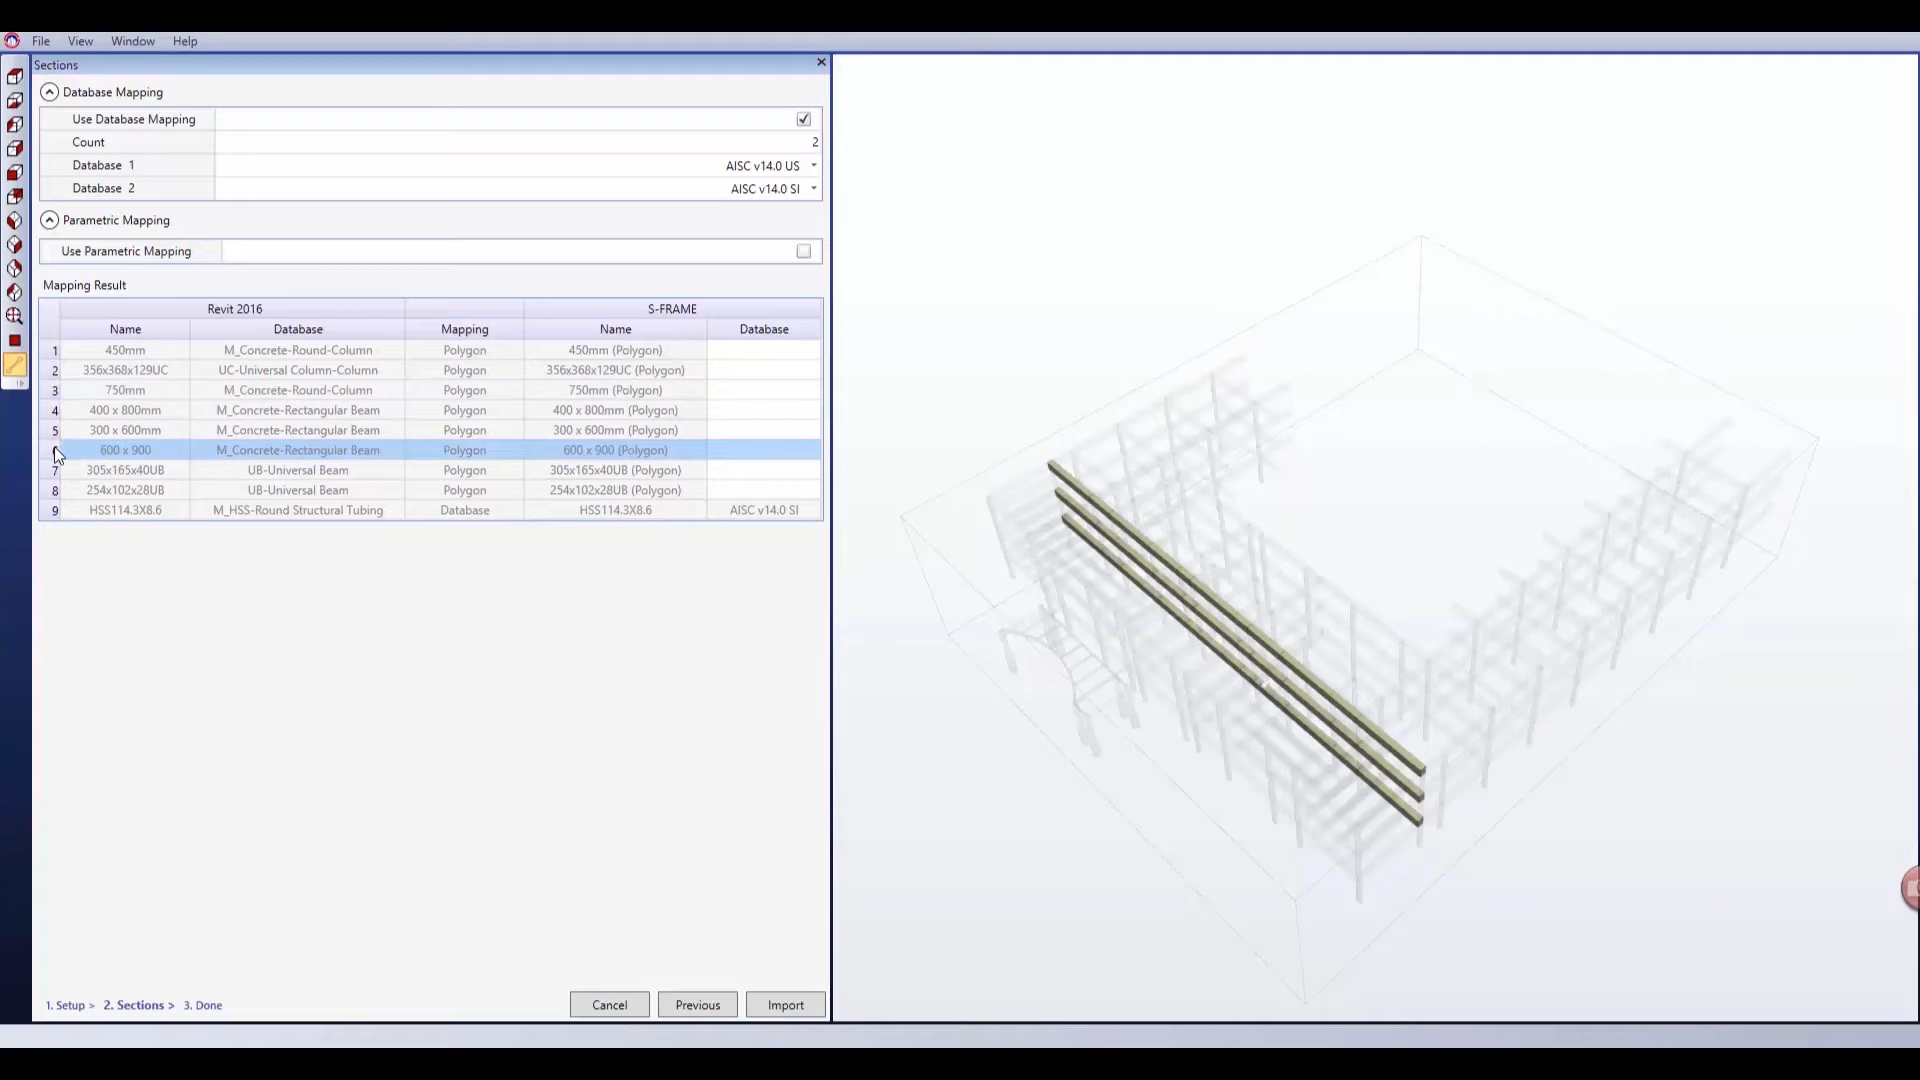 File View Window Help
Sections
Database Mapping
Use Database Mapping
Count 2
Database 1 AISC v14.0 US
Database 2 AISC v14.0 SI
Parametric Mapping
Use Parametric Mapping
Mapping Result
Revit 2016 S-FRAME
Name Database Mapping Name Database
1 450mm M_Concrete-Round-Column Polygon 450mm (Polygon)
2 356x368x129UC UC-Universal Column-Column Polygon 356x368x129UC (Polygon)
3 750mm M_Concrete-Round-Column Polygon 750mm (Polygon)
4 400 x 800mm M_Concrete-Rectangular Beam Polygon 400 x 800mm (Polygon)
5 300 x 600mm M_Concrete-Rectangular Beam Polygon 300 x 600mm (Polygon)
600 x 900 M_Concrete-Rectangular Beam Polygon 600 x 900 (Polygon)
7 305x165x40UB UB-Universal Beam Polygon 305x165x40UB (Polygon)
8 254x102x28UB UB-Universal Beam Polygon 254x102x28UB (Polygon)
9 HSS114.3X8.6 M_HSS-Round Structural Tubing Database HSS114.3X8.6 AISC v14.0 SI
1. Setup > 2. Sections > 3. Done Cancel Previous Import